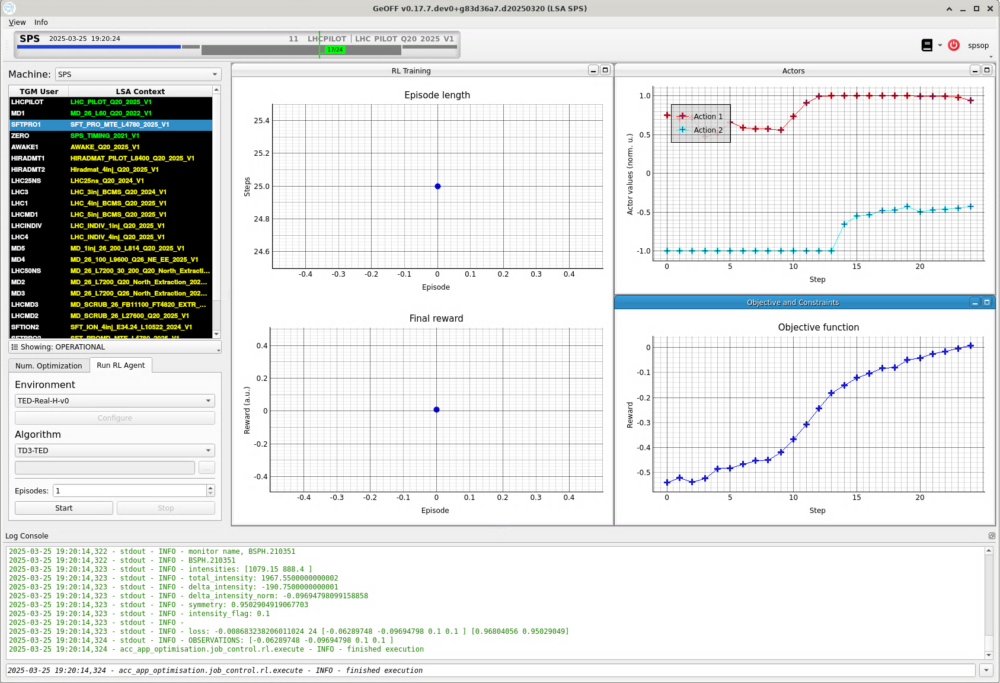 GeOFF v0.17.7.dev0+g83d36a7.d20250320 (LSA SPS)
View Info
SPS 2025-03-25 19:20:24 11 LHCPILOT | LHC PILOT Q20 2025 V1
17/24
spsop
Machine: SPS
TGM User LSA Context
LHCPILOT LHC_PILOT_Q20_2025_V1
MD1 MD_26_L60_Q20_2022_V1
SFTPRO1 SFT_PRO_MTE_L4780_2025_V1
ZERO SPS_TIMING_2021_V1
AWAKE1 AWAKE_Q20_2025_V1
HIRADMT1 HIRADMAT_PILOT_L8400_Q20_2025_V1
HIRADMT2 Hiradmat_4Inj_Q20_2025_V1
LHC25NS LHC25ns_Q20_2024_V1
LHC3 LHC_3inj_BCMS_Q20_2024_V1
LHC1 LHC_4inj_BCMS_Q20_2025_V1
LHCMD1 LHC_5inj_BCMS_Q20_2025_V1
LHCINDIV LHC_INDIV_1inj_Q20_2025_V1
LHC4 LHC_INDIV_4inj_Q20_2025_V1
MD5 MD_1inj_26_200_L814_Q20_2025_V1
MD4 MD_26_100_L9600_Q26_NE_EE_2025_V1
LHC50NS MD_26_L7200_30_200_Q20_North_Extracti...
MD2 MD_26_L7200_Q20_North_Extraction_202...
MD3 MD_26_L7200_Q26_North_Extraction_202...
LHCMD3 MD_SCRUB_26_FB11100_FT4820_EXTR_...
LHCMD2 MD_SCRUB_26_L27600_Q20_2025_V1
SFTION2 SFT_ION_4inj_E34.24_L10522_2024_V1
SFTPRO2 SFT_PROMD_MTE_L4780_2025_V1
Showing: OPERATIONAL
Num. Optimization Run RL Agent
Environment
TED-Real-H-v0
Configure
Algorithm
TD3-TED
...
Episodes: 1
Start Stop
RL Training
Episode length
25.4
25.2
25.0
24.8
24.6
Steps
-0.4 -0.3 -0.2 -0.1 0 0.1 0.2 0.3 0.4
Episode
Final reward
0.4
0.2
0
-0.2
-0.4
Reward (a.u.)
-0.4 -0.3 -0.2 -0.1 0 0.1 0.2 0.3 0.4
Episode
Actors
1.0
0.5
0
-0.5
-1.0
Actor values (norm. u.)
Action 1
Action 2
0 5 10 15 20
Step
Objective and Constraints
Objective function
0
-0.1
-0.2
-0.3
-0.4
-0.5
Reward
0 5 10 15 20
Step
Log Console
2025-03-25 19:20:14,322 - stdout - INFO - monitor name, BSPH.210351
2025-03-25 19:20:14,322 - stdout - INFO - BSPH.210351
2025-03-25 19:20:14,323 - stdout - INFO - intensities: [1079.15 888.4 ]
2025-03-25 19:20:14,323 - stdout - INFO - total_intensity: 1967.5500000000002
2025-03-25 19:20:14,323 - stdout - INFO - delta_intensity: -190.7500000000001
2025-03-25 19:20:14,323 - stdout - INFO - delta_intensity_norm: -0.09694798099158858
2025-03-25 19:20:14,323 - stdout - INFO - symmetry: 0.9502904919067703
2025-03-25 19:20:14,323 - stdout - INFO - intensity_flag: 0.1
2025-03-25 19:20:14,323 - stdout - INFO -
2025-03-25 19:20:14,323 - stdout - INFO - loss: -0.008683238206011024 24 [-0.06289748 -0.09694798 0.1 0.1 ] [0.96804056 0.95029049]
2025-03-25 19:20:14,324 - stdout - INFO - OBSERVATIONS: [-0.06289748 -0.09694798 0.1 0.1 ]
2025-03-25 19:20:14,324 - acc_app_optimisation.job_control.rl.execute - INFO - finished execution
2025-03-25 19:20:14,324 - acc_app_optimisation.job_control.rl.execute - INFO - finished execution